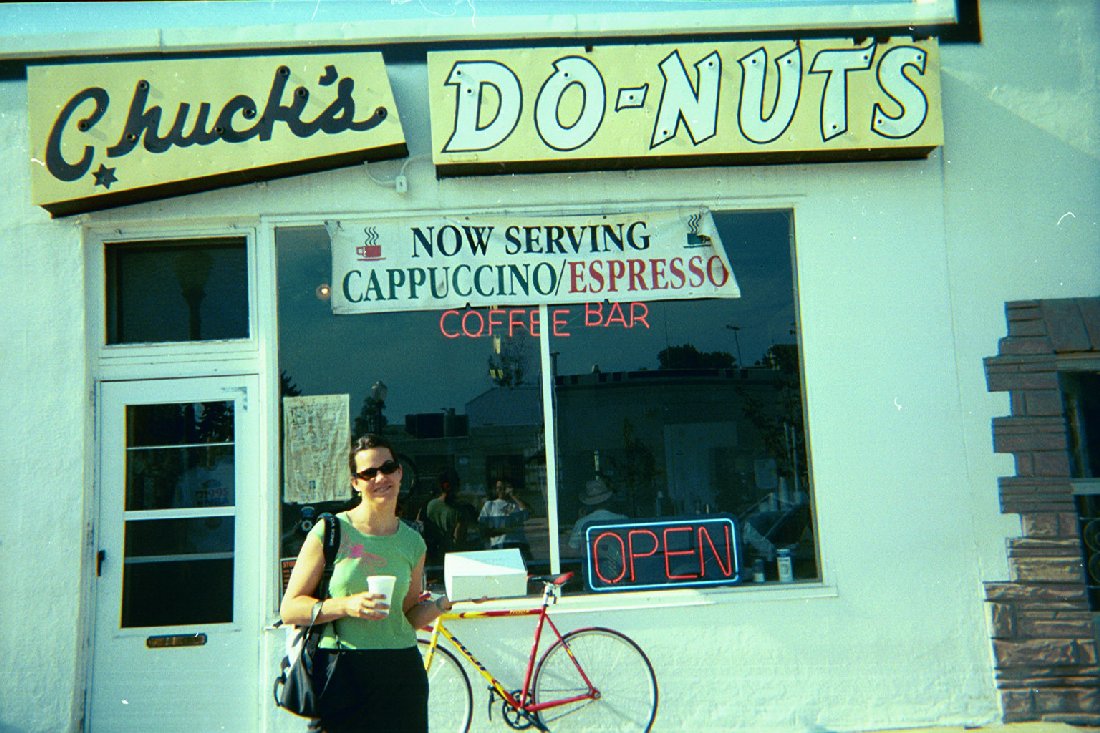 Chuck's
DO-NUTS
NOW SERVING
CAPPUCCINO/ESPRESSO
COFFEE BAR
OPEN